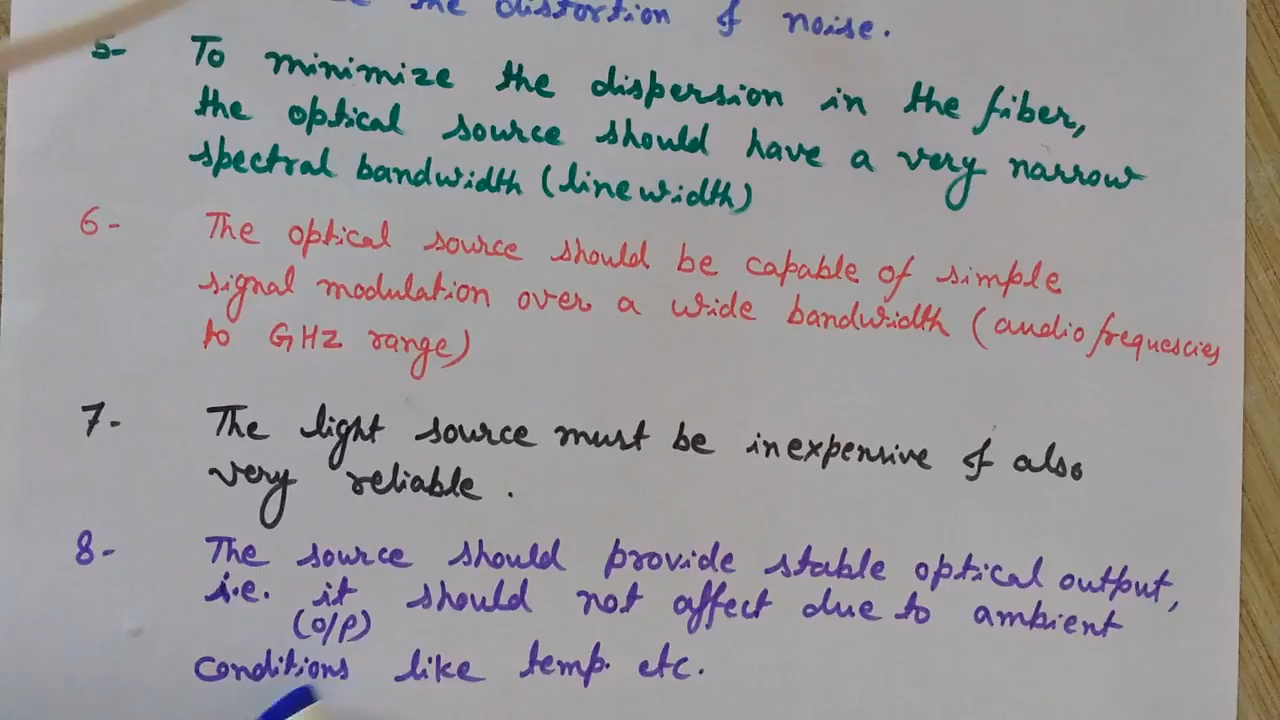 the distortion & noise.
5- To minimize the dispersion in the fiber,
the optical source should have a very narrow
spectral bandwidth (linewidth)
6- The optical source should be capable of simple
signal modulation over a wide bandwidth (audio frequescies
to GHz range)
7- The light source must be inexpensive & also
very reliable.
8- The source should provide stable optical output,
i.e. it should not affect due to ambient
(O/P)
conditions like temp. etc.